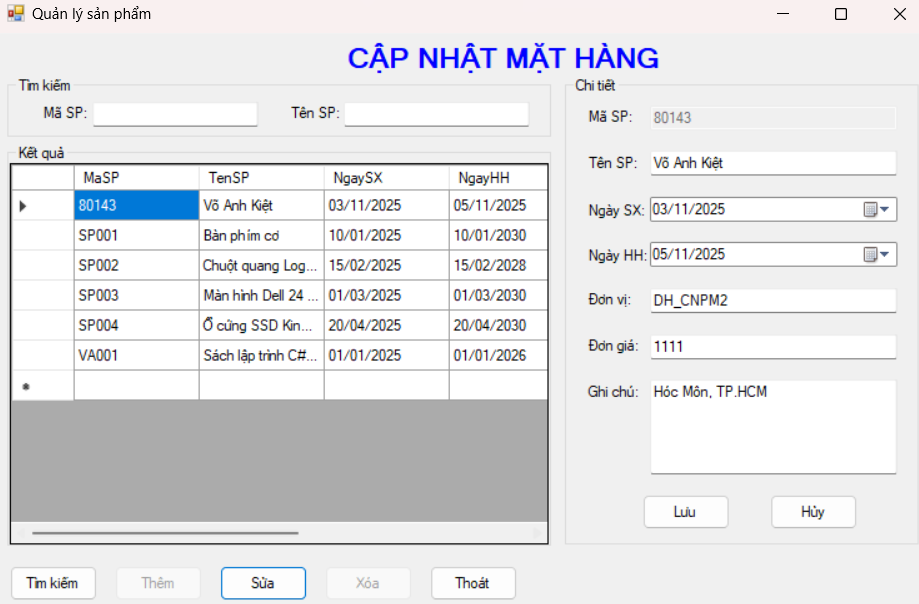 Quản lý sản phẩm
CẬP NHẬT MẶT HÀNG
Tìm kiếm
Mã SP:
Tên SP:
Kết quả
MaSP TenSP NgaySX NgayHH
80143 Võ Anh Kiệt 03/11/2025 05/11/2025
SP001 Bàn phím cơ 10/01/2025 10/01/2030
SP002 Chuột quang Log... 15/02/2025 15/02/2028
SP003 Màn hình Dell 24 ... 01/03/2025 01/03/2030
SP004 Ổ cứng SSD Kin... 20/04/2025 20/04/2030
VA001 Sách lập trình C#... 01/01/2025 01/01/2026
Chi tiết
Mã SP: 80143
Tên SP: Võ Anh Kiệt
Ngày SX: 03/11/2025
Ngày HH: 05/11/2025
Đơn vị: DH_CNPM2
Đơn giá: 1111
Ghi chú: Hóc Môn, TP.HCM
Lưu Hủy
Tìm kiếm Thêm Sửa Xóa Thoát